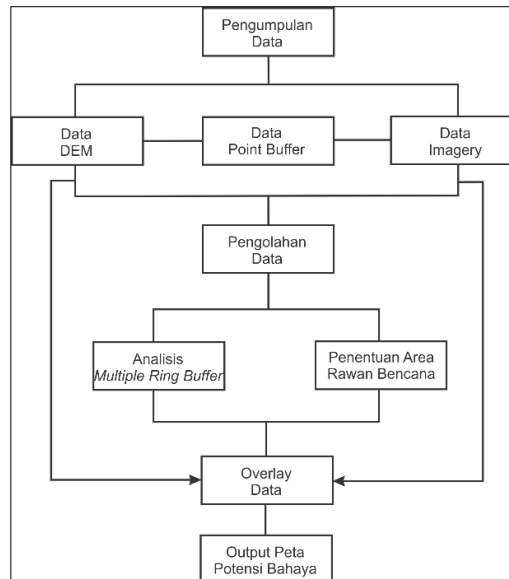 Pengumpulan
Data
Data
DEM
Data
Point Buffer
Data
Imagery
Pengolahan
Data
Analisis
Multiple Ring Buffer
Penentuan Area
Rawan Bencana
Overlay
Data
Output Peta
Potensi Bahaya